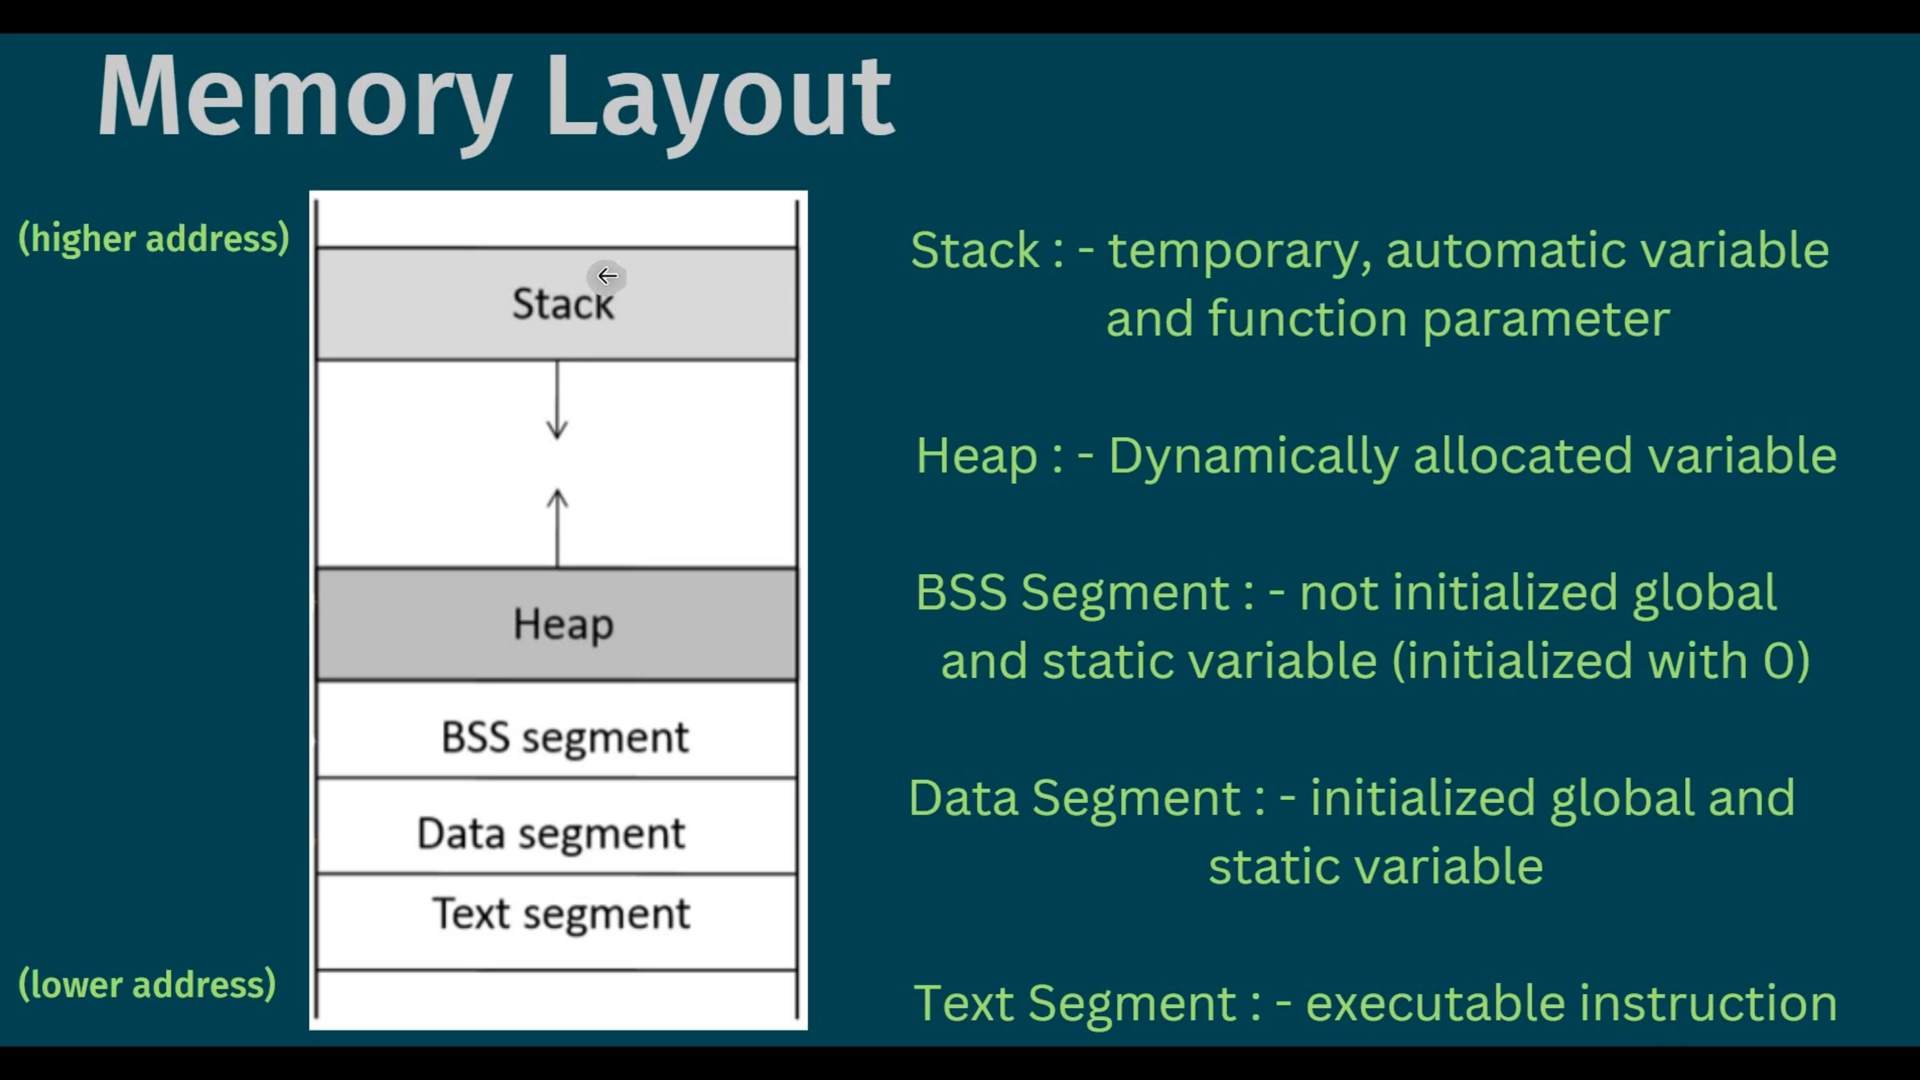 Memory Layout
(higher address)
Stack
Heap
BSS segment
Data segment
Text segment
(lower address)
Stack : - temporary, automatic variable
and function parameter
Heap : - Dynamically allocated variable
BSS Segment : - not initialized global
and static variable (initialized with 0)
Data Segment : - initialized global and
static variable
Text Segment : - executable instruction